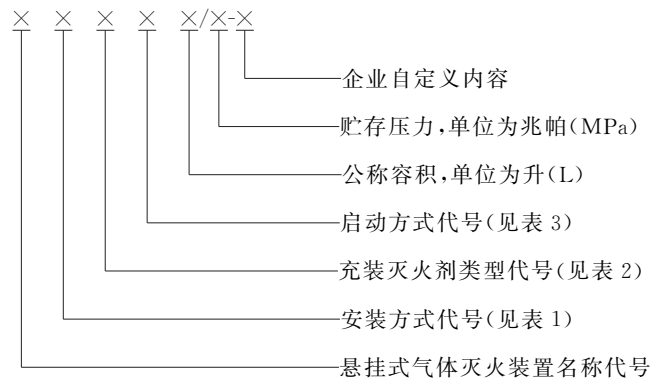 × × × × ×/×-×
企业自定义内容
贮存压力,单位为兆帕(MPa)
公称容积,单位为升(L)
启动方式代号(见表 3)
充装灭火剂类型代号(见表 2)
安装方式代号(见表 1)
悬挂式气体灭火装置名称代号